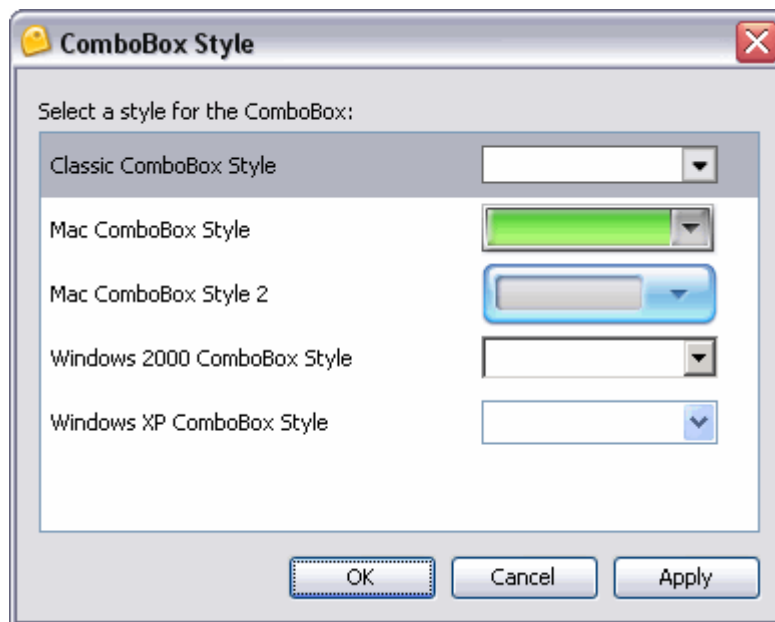 ComboBox Style
Select a style for the ComboBox:
Classic ComboBox Style
Mac ComboBox Style
Mac ComboBox Style 2
Windows 2000 ComboBox Style
Windows XP ComboBox Style
OK Cancel Apply